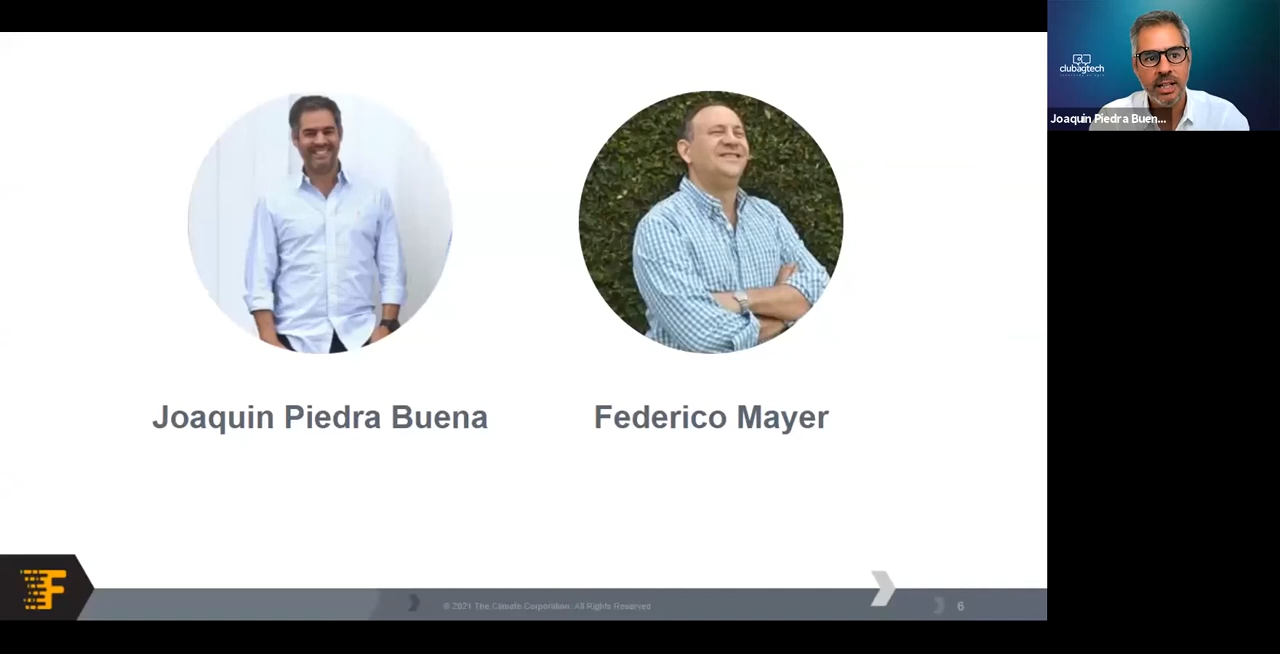 clubagtech
Joaquin Piedra Buen...
Joaquin Piedra Buena
Federico Mayer
F
© 2021 The Climate Corporation. All Rights Reserved
6